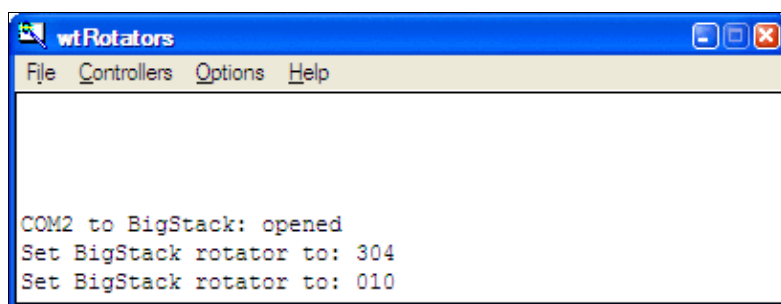 wtRotators
File Controllers Options Help
COM2 to BigStack: opened
Set BigStack rotator to: 304
Set BigStack rotator to: 010